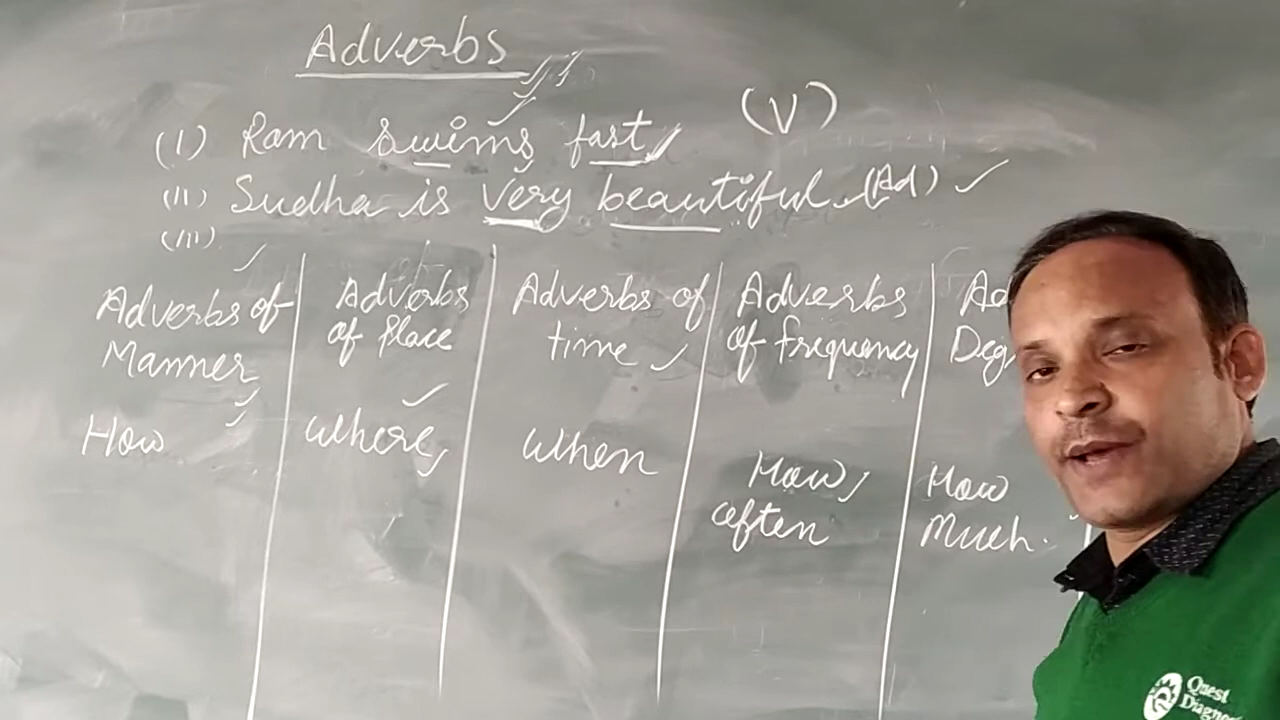 Adverbs
(I) Ram swims fast (V)
(II) Sudha is very beautiful. (Ad)
(III)
Adverbs of Manner
Adverbs of place
Adverbs of time
Adverbs of frequency
How
where
when
How often
How Much.
Quest